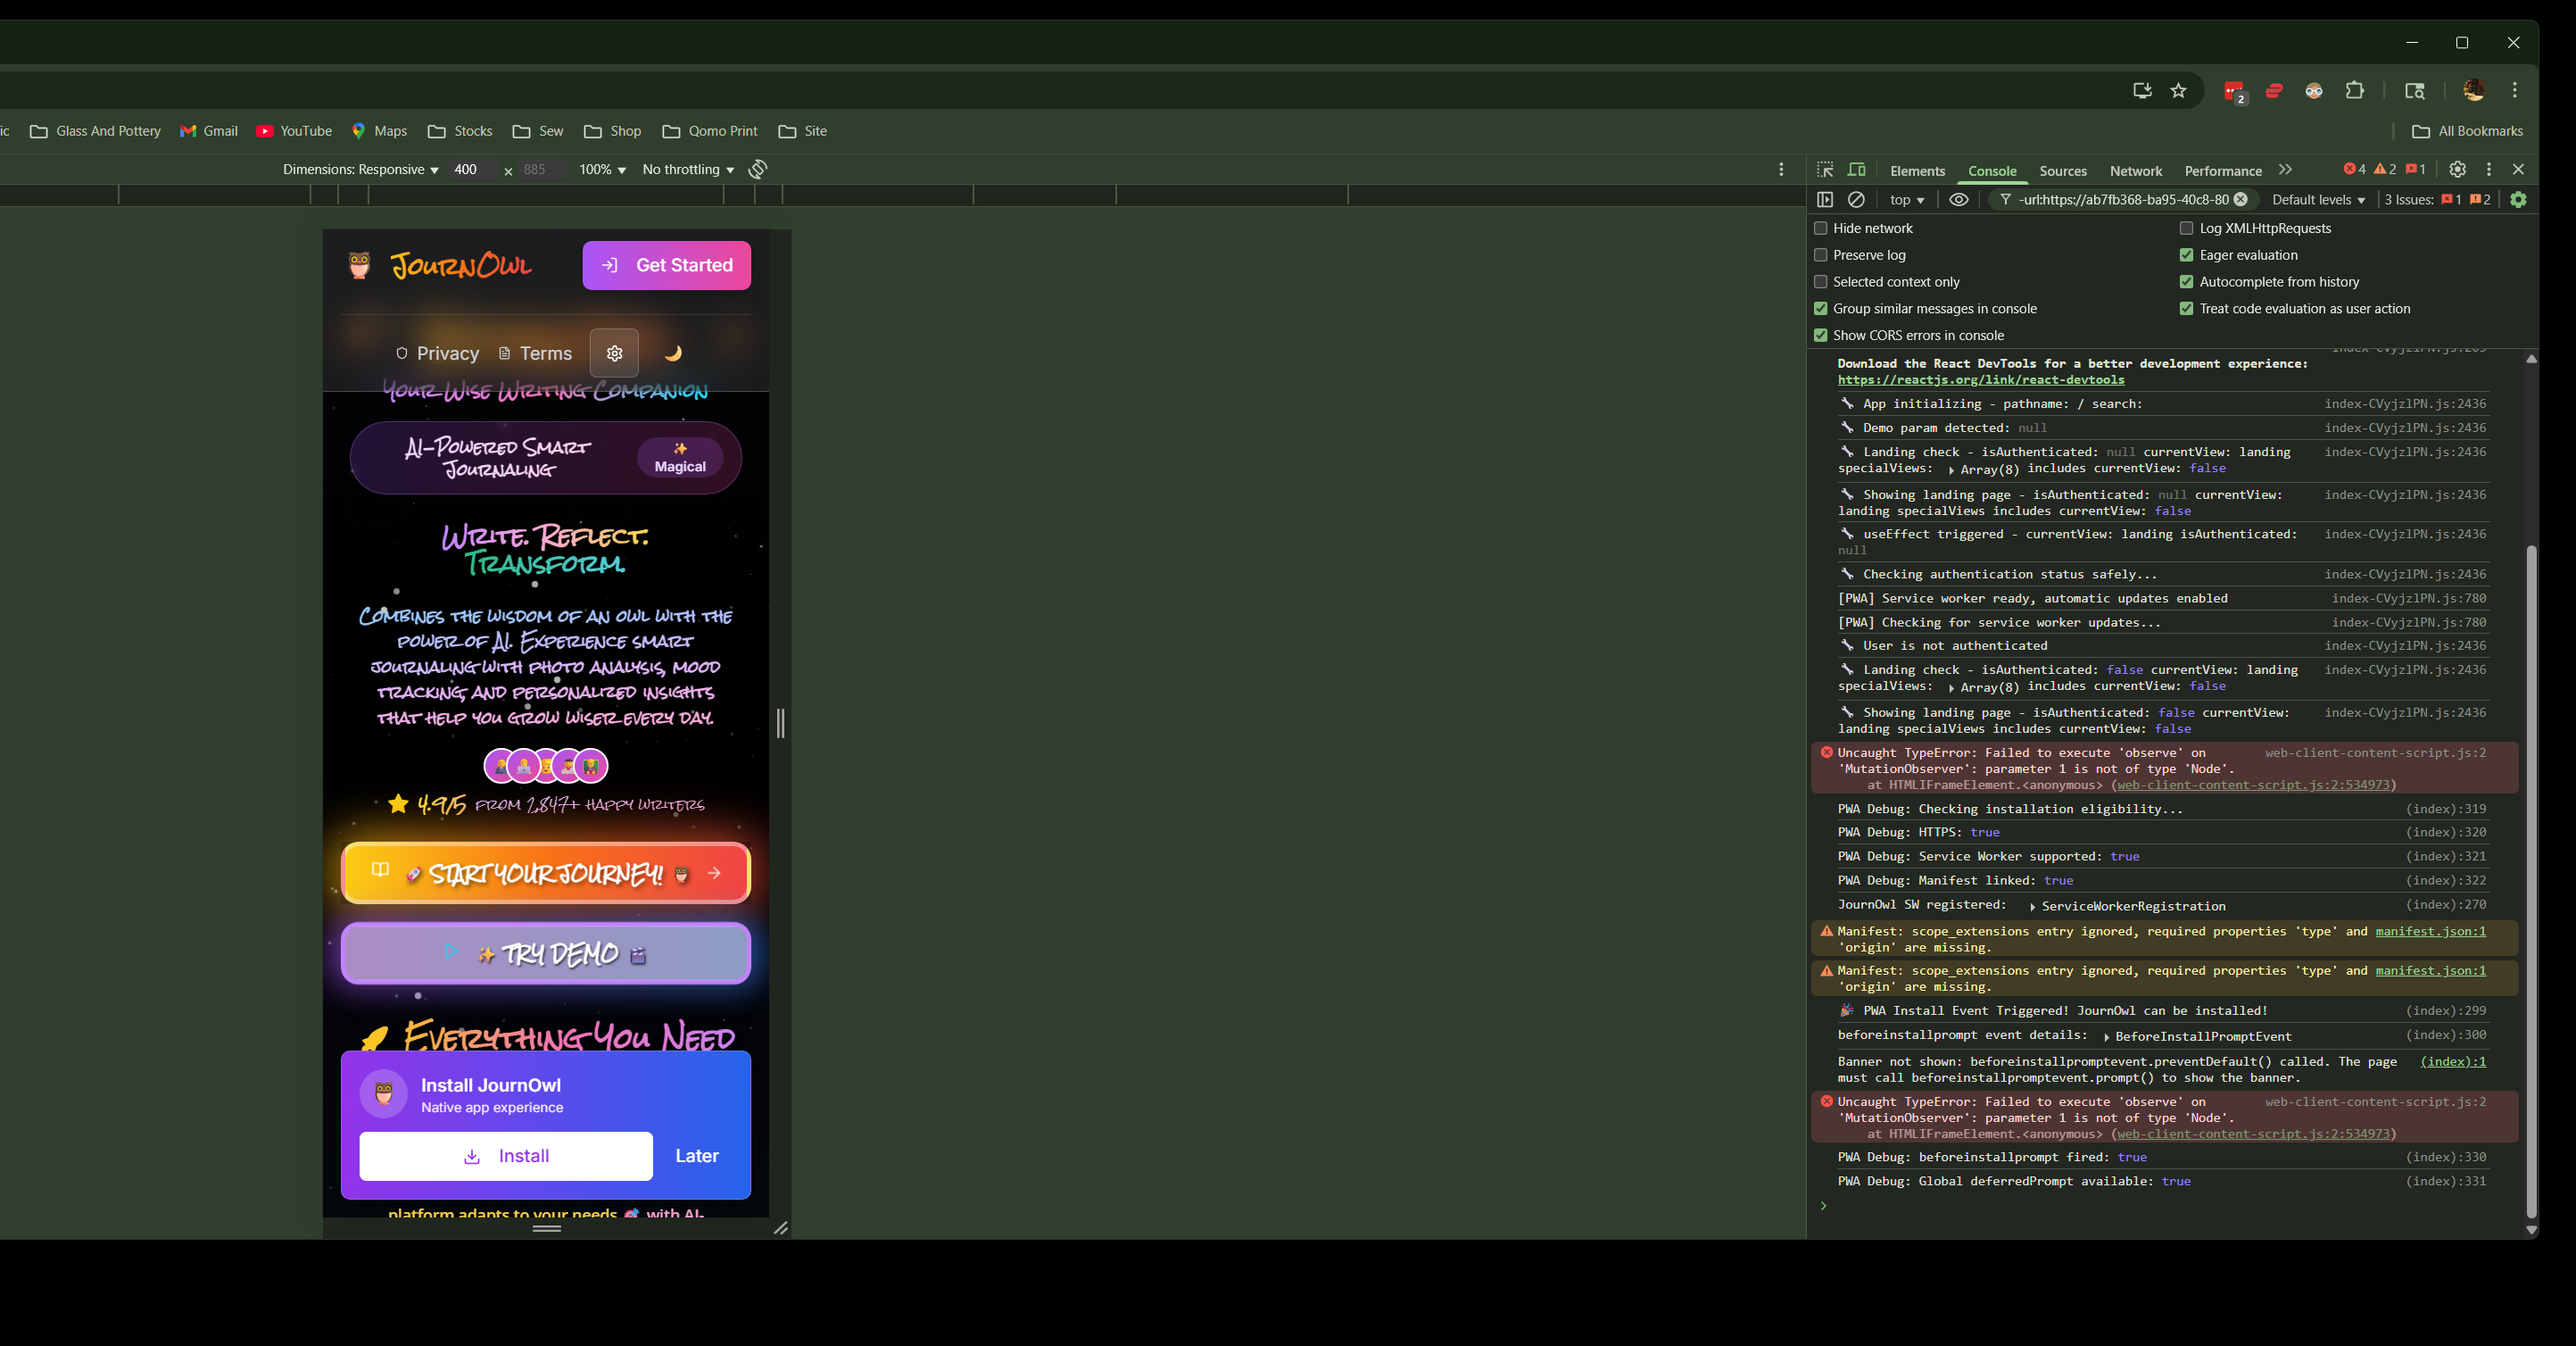 ic
Glass And Pottery
Gmail
YouTube
Maps
Stocks
Sew
Shop
Qomo Print
Site
All Bookmarks
2
Dimensions: Responsive
400
×
885
100%
No throttling
JournOwl
Get Started
Privacy
Terms
Your Wise Writing Companion
AI-Powered Smart
Journaling
Magical
Write. Reflect.
Transform.
Combines the wisdom of an owl with the
power of AI. Experience smart
journaling with photo analysis, mood
tracking, and personalized insights
that help you grow wiser every day.
4.9/5 from 2,847+ happy writers
START YOUR JOURNEY!
TRY DEMO
Everything You Need
Install JournOwl
Native app experience
Install
Later
platform adapts to your needs 🎯 with AI-
Elements
Console
Sources
Network
Performance
4
2
1
top
-url:https://ab7fb368-ba95-40c8-80
Default levels
3 Issues:
1
2
Hide network
Log XMLHttpRequests
Preserve log
Eager evaluation
Selected context only
Autocomplete from history
Group similar messages in console
Treat code evaluation as user action
Show CORS errors in console
Download the React DevTools for a better development experience:
https://reactjs.org/link/react-devtools
App initializing - pathname: / search: index-CVyjzlPN.js:2436
Demo param detected: null index-CVyjzlPN.js:2436
Landing check - isAuthenticated: null currentView: landing index-CVyjzlPN.js:2436
specialViews: Array(8) includes currentView: false
Showing landing page - isAuthenticated: null currentView: index-CVyjzlPN.js:2436
landing specialViews includes currentView: false
useEffect triggered - currentView: landing isAuthenticated: index-CVyjzlPN.js:2436
null
Checking authentication status safely... index-CVyjzlPN.js:2436
[PWA] Service worker ready, automatic updates enabled index-CVyjzlPN.js:780
[PWA] Checking for service worker updates... index-CVyjzlPN.js:780
User is not authenticated index-CVyjzlPN.js:2436
Landing check - isAuthenticated: false currentView: landing index-CVyjzlPN.js:2436
specialViews: Array(8) includes currentView: false
Showing landing page - isAuthenticated: false currentView: index-CVyjzlPN.js:2436
landing specialViews includes currentView: false
Uncaught TypeError: Failed to execute 'observe' on web-client-content-script.js:2
'MutationObserver': parameter 1 is not of type 'Node'.
at HTMLIFrameElement.<anonymous> (web-client-content-script.js:2:534973)
PWA Debug: Checking installation eligibility... (index):319
PWA Debug: HTTPS: true (index):320
PWA Debug: Service Worker supported: true (index):321
PWA Debug: Manifest linked: true (index):322
JournOwl SW registered: ServiceWorkerRegistration (index):270
Manifest: scope_extensions entry ignored, required properties 'type' and manifest.json:1
'origin' are missing.
Manifest: scope_extensions entry ignored, required properties 'type' and manifest.json:1
'origin' are missing.
PWA Install Event Triggered! JournOwl can be installed! (index):299
beforeinstallprompt event details: BeforeInstallPromptEvent (index):300
Banner not shown: beforeinstallpromptevent.preventDefault() called. The page (index):1
must call beforeinstallpromptevent.prompt() to show the banner.
Uncaught TypeError: Failed to execute 'observe' on web-client-content-script.js:2
'MutationObserver': parameter 1 is not of type 'Node'.
at HTMLIFrameElement.<anonymous> (web-client-content-script.js:2:534973)
PWA Debug: beforeinstallprompt fired: true (index):330
PWA Debug: Global deferredPrompt available: true (index):331